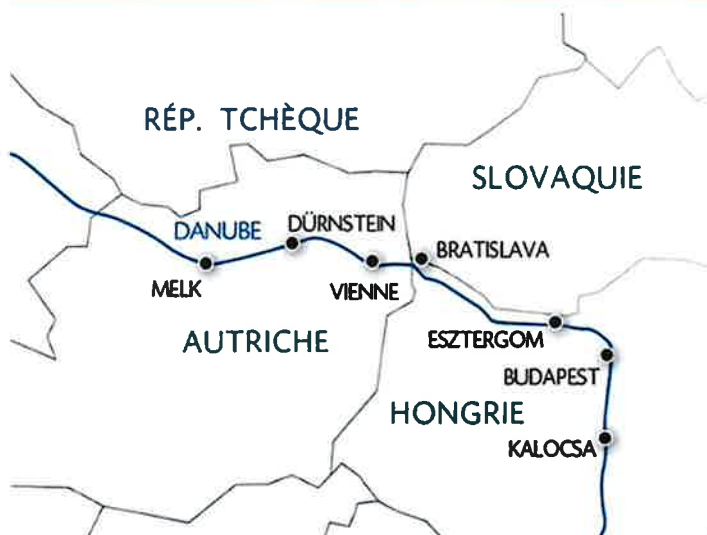 RÉP. TCHÈQUE
SLOVAQUIE
DANUBE
DÜRNSTEIN
BRATISLAVA
MELK
VIENNE
AUTRICHE
ESZTERGOM
BUDAPEST
HONGRIE
KALOCSA